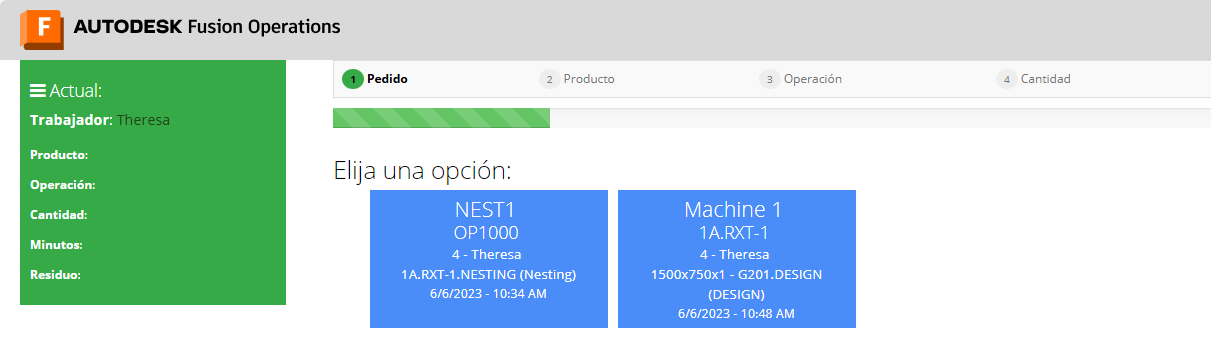 F AUTODESK Fusion Operations
Actual:
Trabajador: Theresa
Producto:
Operación:
Cantidad:
Minutos:
Residuo:
1 Pedido 2 Producto 3 Operación 4 Cantidad
Elija una opción:
NEST1
OP1000
4 - Theresa
1A.RXT-1.NESTING (Nesting)
6/6/2023 - 10:34 AM
Machine 1
1A.RXT-1
4 - Theresa
1500x750x1 - G201.DESIGN
(DESIGN)
6/6/2023 - 10:48 AM